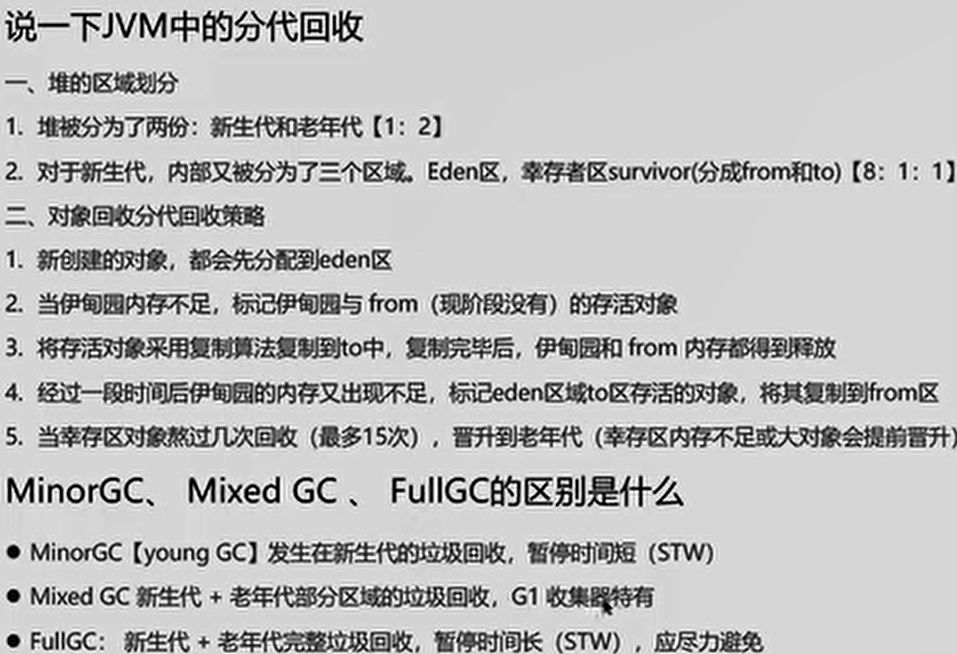 说一下JVM中的分代回收
一、堆的区域划分
1. 堆被分为了两份：新生代和老年代【1：2】
2. 对于新生代，内部又被分为了三个区域。Eden区，幸存者区survivor(分成from和to)【8：1：1】
二、对象回收分代回收策略
1. 新创建的对象，都会先分配到eden区
2. 当伊甸园内存不足，标记伊甸园与 from（现阶段没有）的存活对象
3. 将存活对象采用复制算法复制到to中，复制完毕后，伊甸园和 from 内存都得到释放
4. 经过一段时间后伊甸园的内存又出现不足，标记eden区域to区存活的对象，将其复制到from区
5. 当幸存区对象熬过几次回收（最多15次），晋升到老年代（幸存区内存不足或大对象会提前晋升）
MinorGC、 Mixed GC 、 FullGC的区别是什么
● MinorGC【young GC】发生在新生代的垃圾回收，暂停时间短（STW）
● Mixed GC 新生代 + 老年代部分区域的垃圾回收，G1 收集器特有
● FullGC： 新生代 + 老年代完整垃圾回收，暂停时间长（STW），应尽力避免